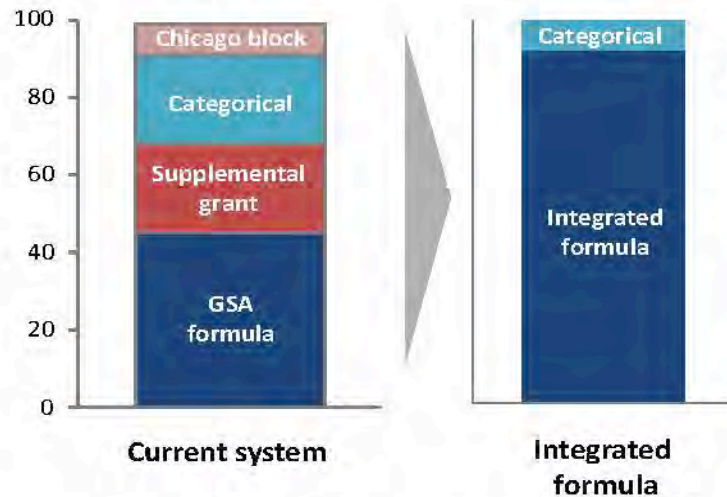 100
80
60
40
20
0
Chicago block
Categorical
Supplemental
grant
GSA
formula
Current system
Categorical
Integrated
formula
Integrated
formula